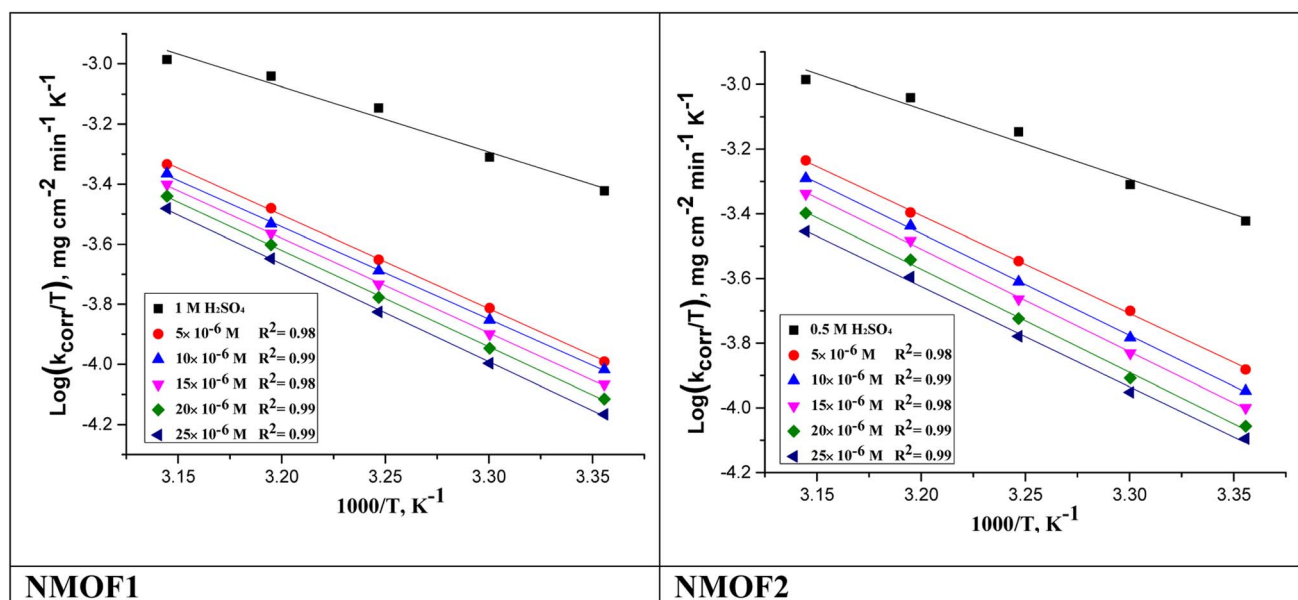 Log(kcorr/T), mg cm-2 min-1 K-1
-3.0
-3.2
-3.4
-3.6
-3.8
-4.0
-4.2
1 M H₂SO₄
5× 10-6 M R2= 0.98
10× 10-6 M R2= 0.99
15× 10-6 M R2= 0.98
20× 10-6 M R2= 0.99
25× 10-6 M R2= 0.99
3.15 3.20 3.25 3.30 3.35
1000/T, K-1
NMOF1
Log(kcorr/T), mg cm-2 min-1 K-1
-2.8
-3.0
-3.2
-3.4
-3.6
-3.8
-4.0
-4.2
0.5 M H₂SO₄
5× 10-6 M R2= 0.98
10× 10-6 M R2= 0.99
15× 10-6 M R2= 0.98
20× 10-6 M R2= 0.99
25× 10-6 M R2= 0.99
3.15 3.20 3.25 3.30 3.35
1000/T, K-1
NMOF2